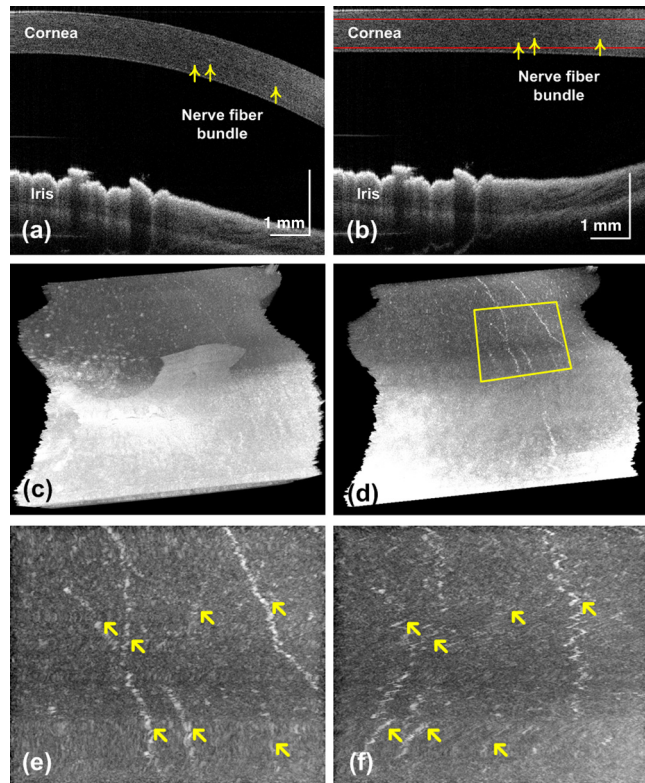 Cornea
Nerve fiber
bundle
Iris
1 mm
(a)
Cornea
Nerve fiber
bundle
Iris
1 mm
(b)
(c)
(d)
(e)
(f)